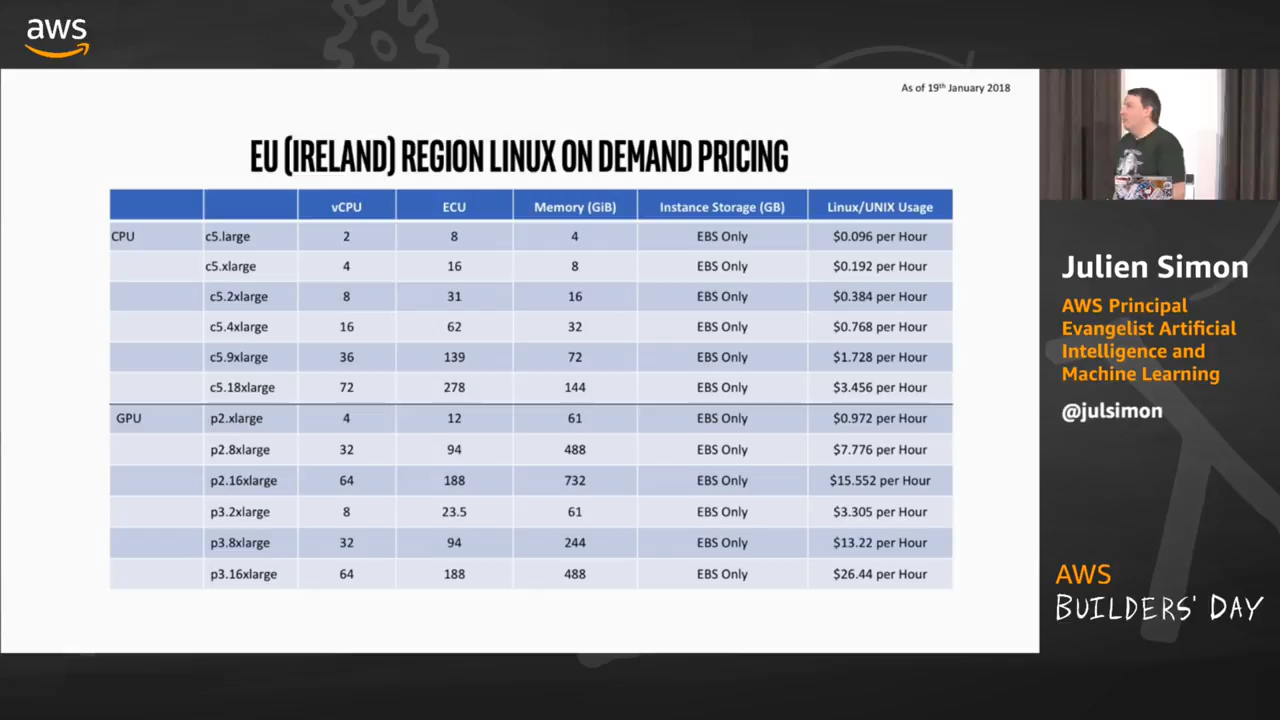 aws
As of 19th January 2018
EU (IRELAND) REGION LINUX ON DEMAND PRICING
vCPU ECU Memory (GiB) Instance Storage (GB) Linux/UNIX Usage
CPU c5.large 2 8 4 EBS Only $0.096 per Hour
c5.xlarge 4 16 8 EBS Only $0.192 per Hour
c5.2xlarge 8 31 16 EBS Only $0.384 per Hour
c5.4xlarge 16 62 32 EBS Only $0.768 per Hour
c5.9xlarge 36 139 72 EBS Only $1.728 per Hour
c5.18xlarge 72 278 144 EBS Only $3.456 per Hour
GPU p2.xlarge 4 12 61 EBS Only $0.972 per Hour
p2.8xlarge 32 94 488 EBS Only $7.776 per Hour
p2.16xlarge 64 188 732 EBS Only $15.552 per Hour
p3.2xlarge 8 23.5 61 EBS Only $3.305 per Hour
p3.8xlarge 32 94 244 EBS Only $13.22 per Hour
p3.16xlarge 64 188 488 EBS Only $26.44 per Hour
Julien Simon
AWS Principal
Evangelist Artificial
Intelligence and
Machine Learning
@julsimon
AWS
BUILDERS' DAY